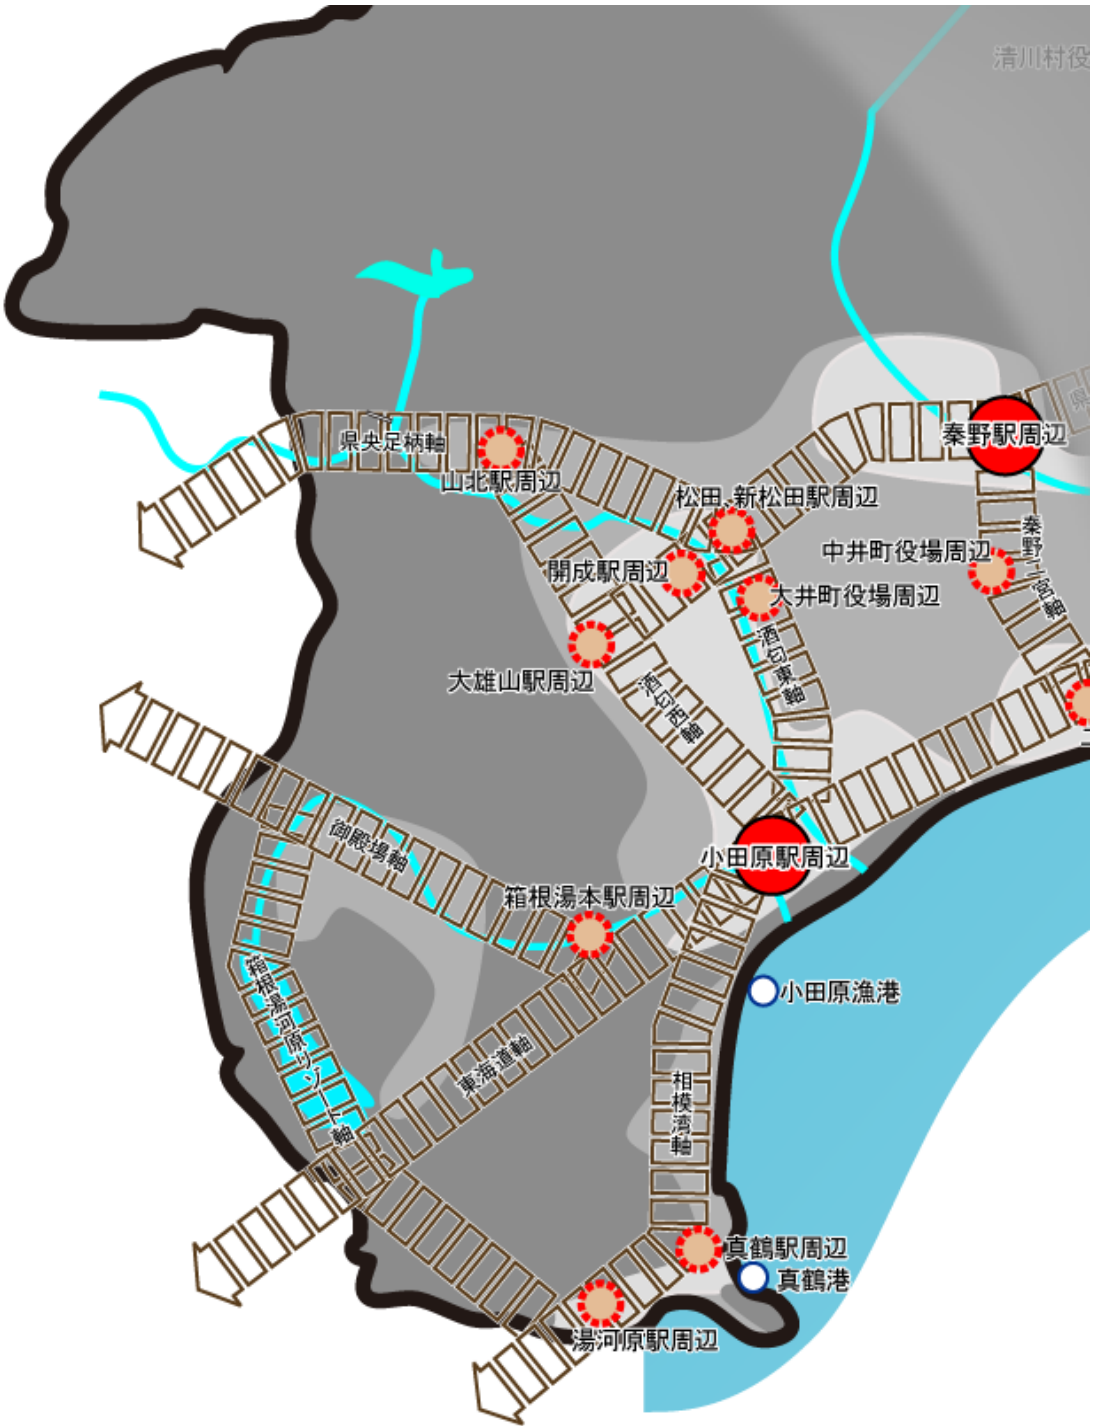 清川村役
県
秦野駅周辺
県央足柄軸
山北駅周辺
松田、新松田駅周辺
秦野二宮軸
中井町役場周辺
開成駅周辺
大井町役場周辺
酒匂東軸
大雄山駅周辺
酒匂西軸
御殿場軸
小田原駅周辺
箱根湯本駅周辺
箱根湯河原リゾート軸
小田原漁港
東海道軸
相模湾軸
真鶴駅周辺
真鶴港
湯河原駅周辺